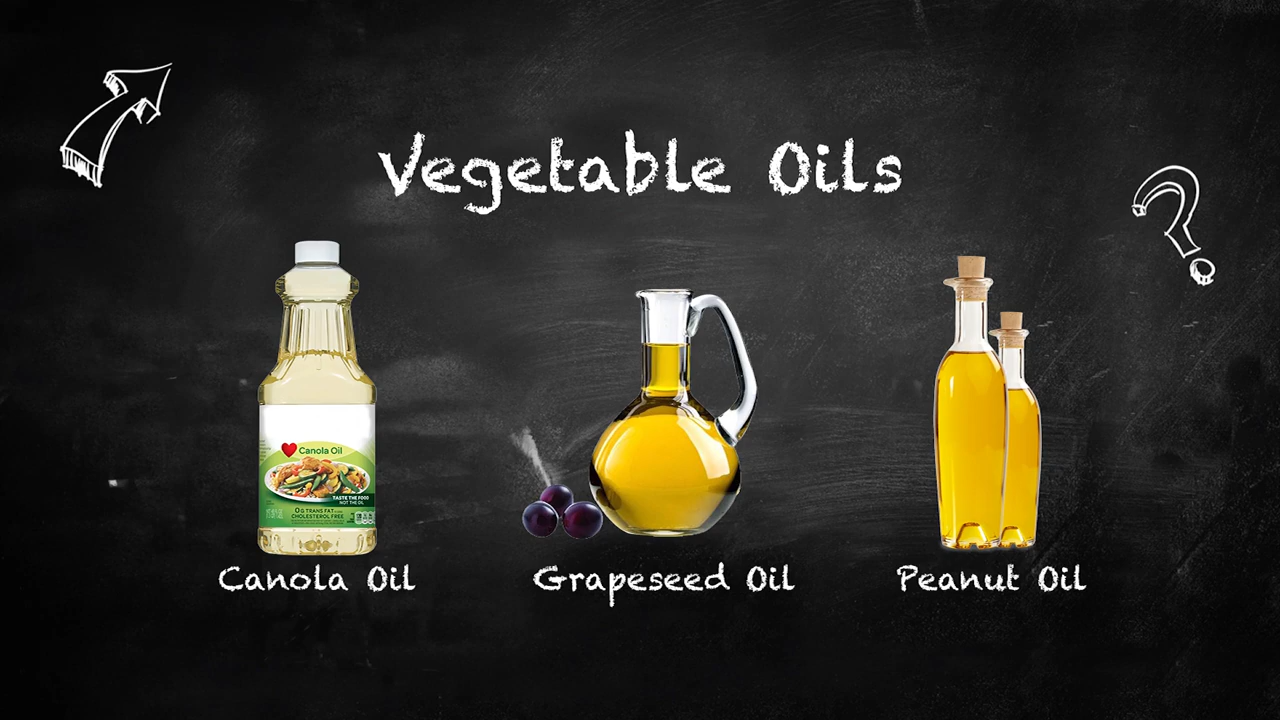 Vegetable Oils
Canola Oil
TASTE THE FOOD
NOT THE OIL
0g TRANS FAT
CHOLESTEROL FREE
Canola Oil
Grapeseed Oil
Peanut Oil